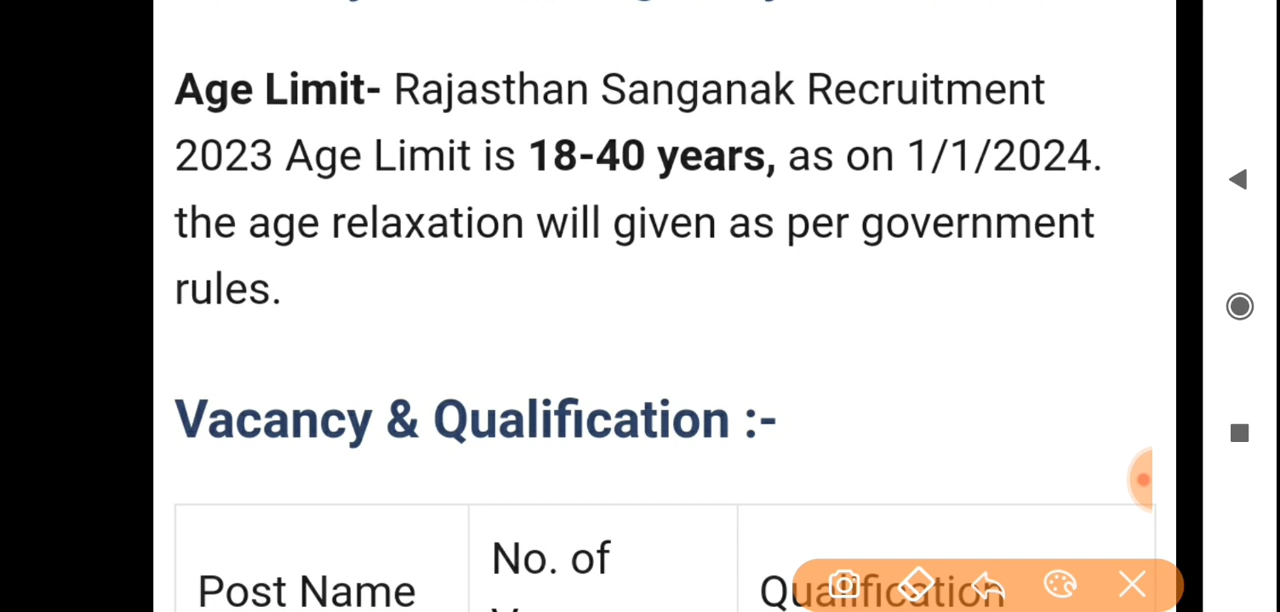 Age Limit- Rajasthan Sanganak Recruitment
2023 Age Limit is 18-40 years, as on 1/1/2024.
the age relaxation will given as per government
rules.
Vacancy & Qualification :-
No. of
Post Name
Qualification